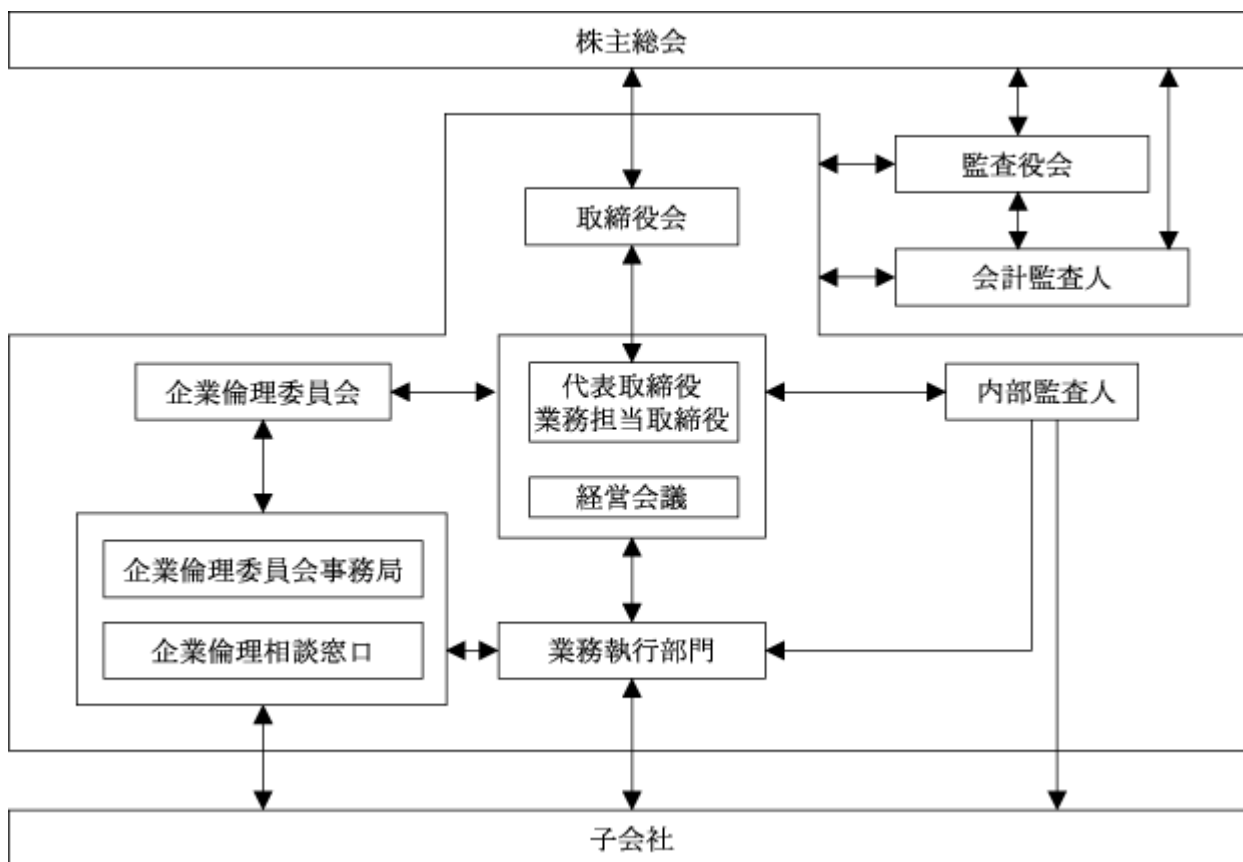 株主総会
監査役会
取締役会
会計監査人
企業倫理委員会
代表取締役
業務担当取締役
内部監査人
経営会議
企業倫理委員会事務局
企業倫理相談窓口
業務執行部門
子会社